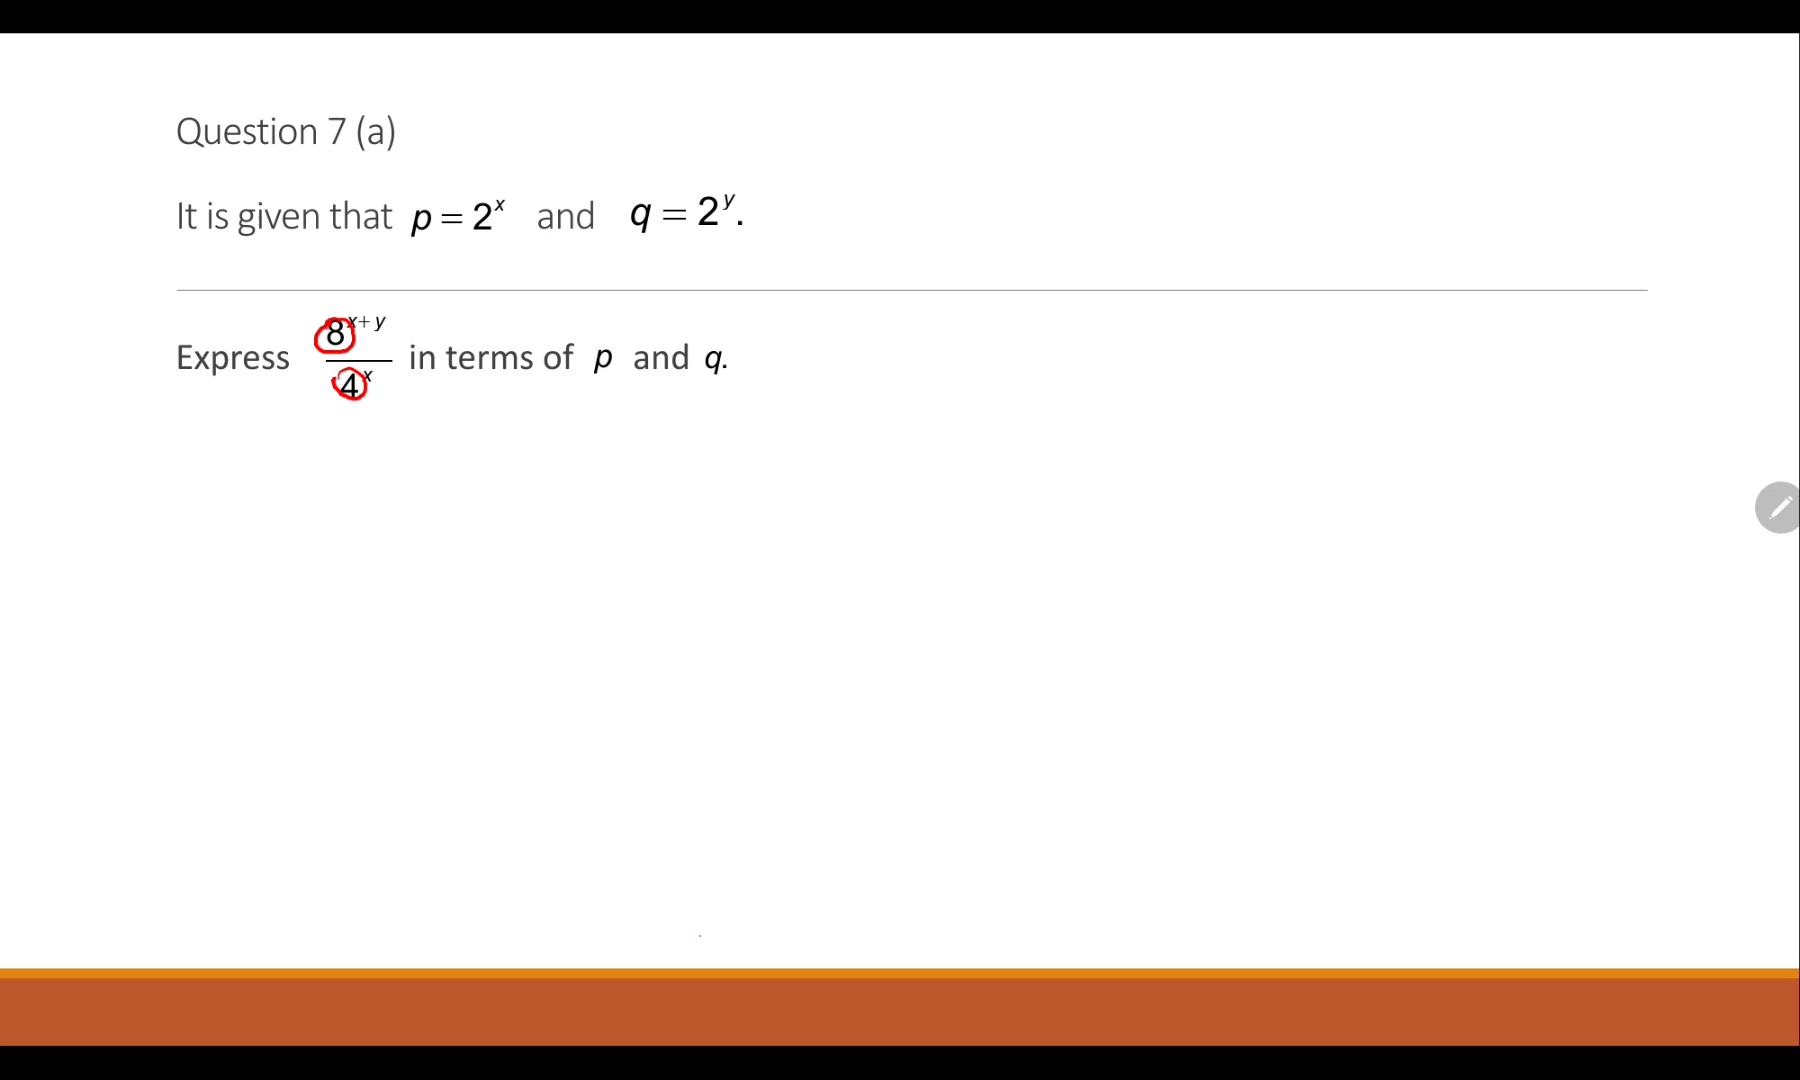 Question 7 (a)
It is given that p = 2^x and q = 2^y.
Express 8^{x+y}/4^x in terms of p and q.